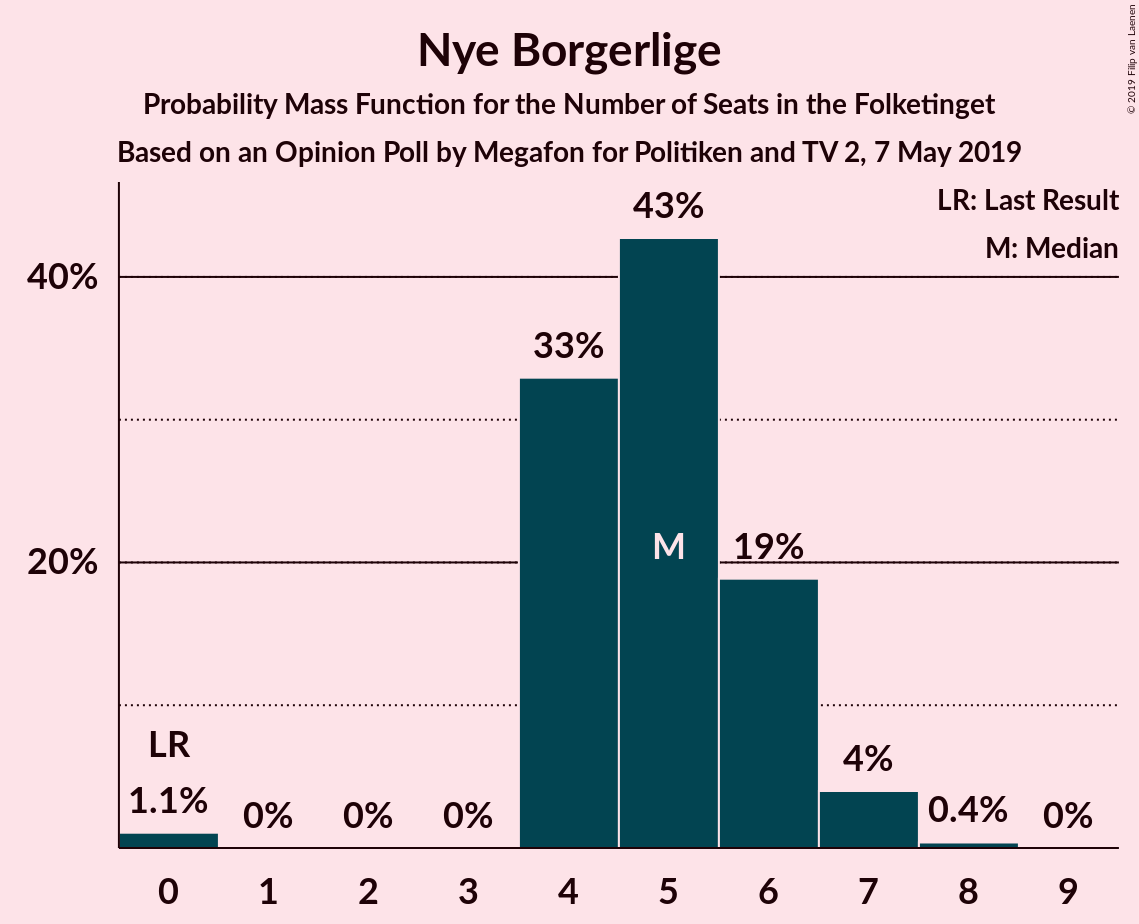 Nye Borgerlige
Probability Mass Function for the Number of Seats in the Folketinget
Based on an Opinion Poll by Megafon for Politiken and TV 2, 7 May 2019
© 2019 Filip van Laenen
LR: Last Result
M: Median
43%
40%
33%
M
19%
20%
LR
4%
1.1%
0%
0%
0%
0.4%
0%
0 1 2 3 4 5 6 7 8 9